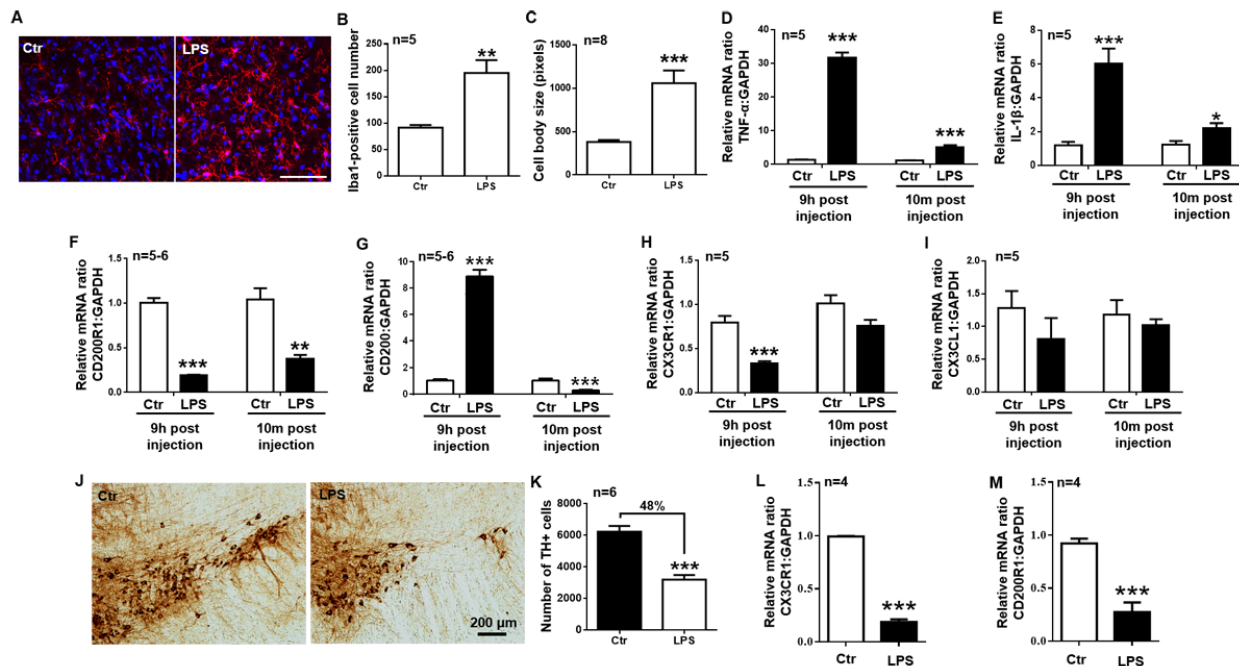 A
Ctr
LPS
B
n=5
**
Iba1-positive cell number
250
200
150
100
50
0
Ctr
LPS
C
n=8
***
Cell body size (pixels)
1500
1000
500
0
Ctr
LPS
D
n=5
***
***
Relative mRNA ratio
TNF-α:GAPDH
40
30
20
10
0
Ctr LPS Ctr LPS
9h post
injection
10m post
injection
E
n=5
***
*
Relative mRNA ratio
IL-1β:GAPDH
8
6
4
2
0
Ctr LPS Ctr LPS
9h post
injection
10m post
injection
F
n=5-6
***
**
Relative mRNA ratio
CD200R1:GAPDH
1.5
1.0
0.5
0.0
Ctr LPS Ctr LPS
9h post
injection
10m post
injection
G
n=5-6
***
***
Relative mRNA ratio
CD200:GAPDH
10
8
6
4
2
0
Ctr LPS Ctr LPS
9h post
injection
10m post
injection
H
n=5
***
Relative mRNA ratio
CX3CR1:GAPDH
1.5
1.0
0.5
0.0
Ctr LPS Ctr LPS
9h post
injection
10m post
injection
I
n=5
Relative mRNA ratio
CX3CL1:GAPDH
2.0
1.5
1.0
0.5
0.0
Ctr LPS Ctr LPS
9h post
injection
10m post
injection
J
Ctr
LPS
200 µm
K
n=6
48%
***
Number of TH+ cells
8000
6000
4000
2000
0
Ctr
LPS
L
n=4
***
Relative mRNA ratio
CX3CR1:GAPDH
1.5
1.0
0.5
0.0
Ctr
LPS
M
n=4
***
Relative mRNA ratio
CD200R1:GAPDH
1.5
1.0
0.5
0.0
Ctr
LPS